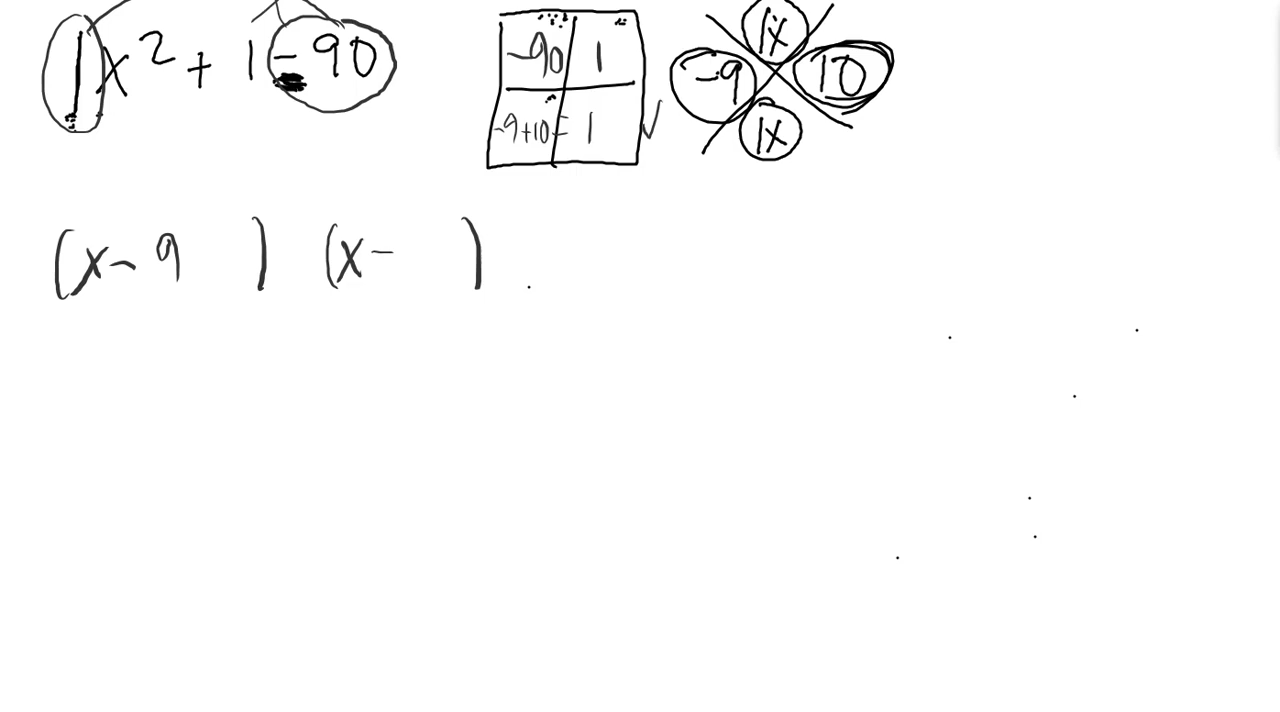 1x² + 1 - 90
-90 1
-9+10= 1 ✓
1x
-9 10
1x
(x - 9 ) (x - )